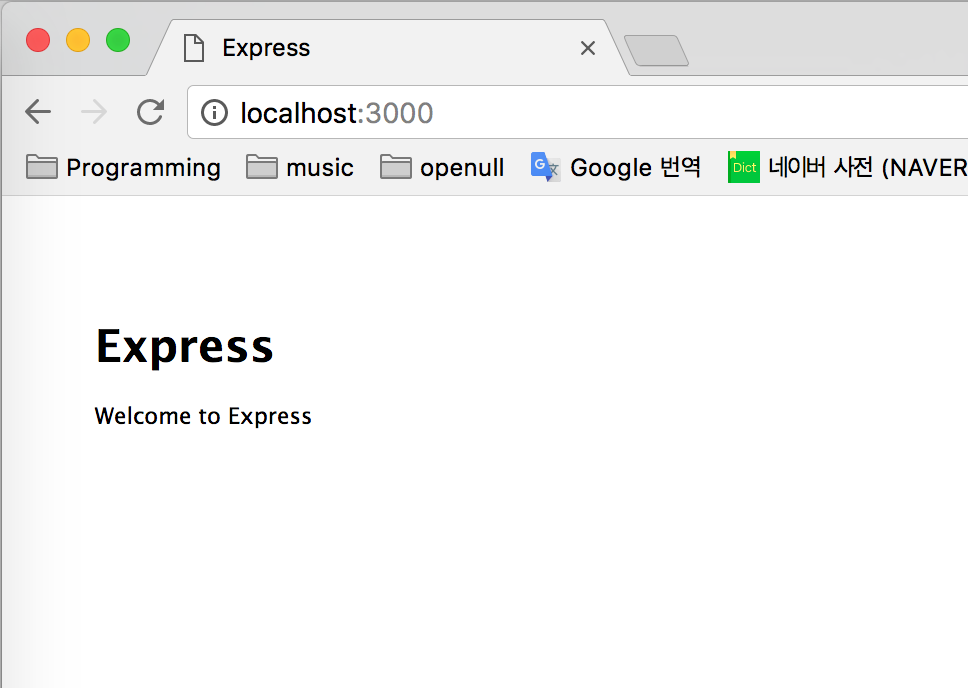 Express
localhost:3000
Programming music openull Google 번역 Dict 네이버 사전 (NAVER
Express
Welcome to Express